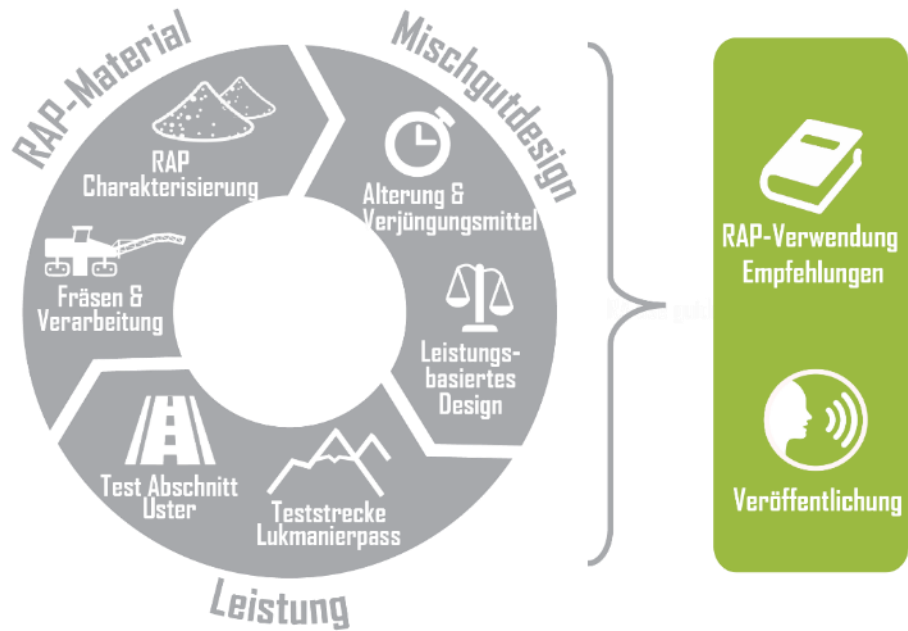 RAP-Material
RAP
Charakterisierung
Fräsen &
Verarbeitung
Mischgutdesign
Alterung &
Verjüngungsmittel
Leistungs-
basiertes
Design
Leistung
Test Abschnitt
Uster
Teststrecke
Lukmanierpass
RAP-Verwendung
Empfehlungen
Veröffentlichung